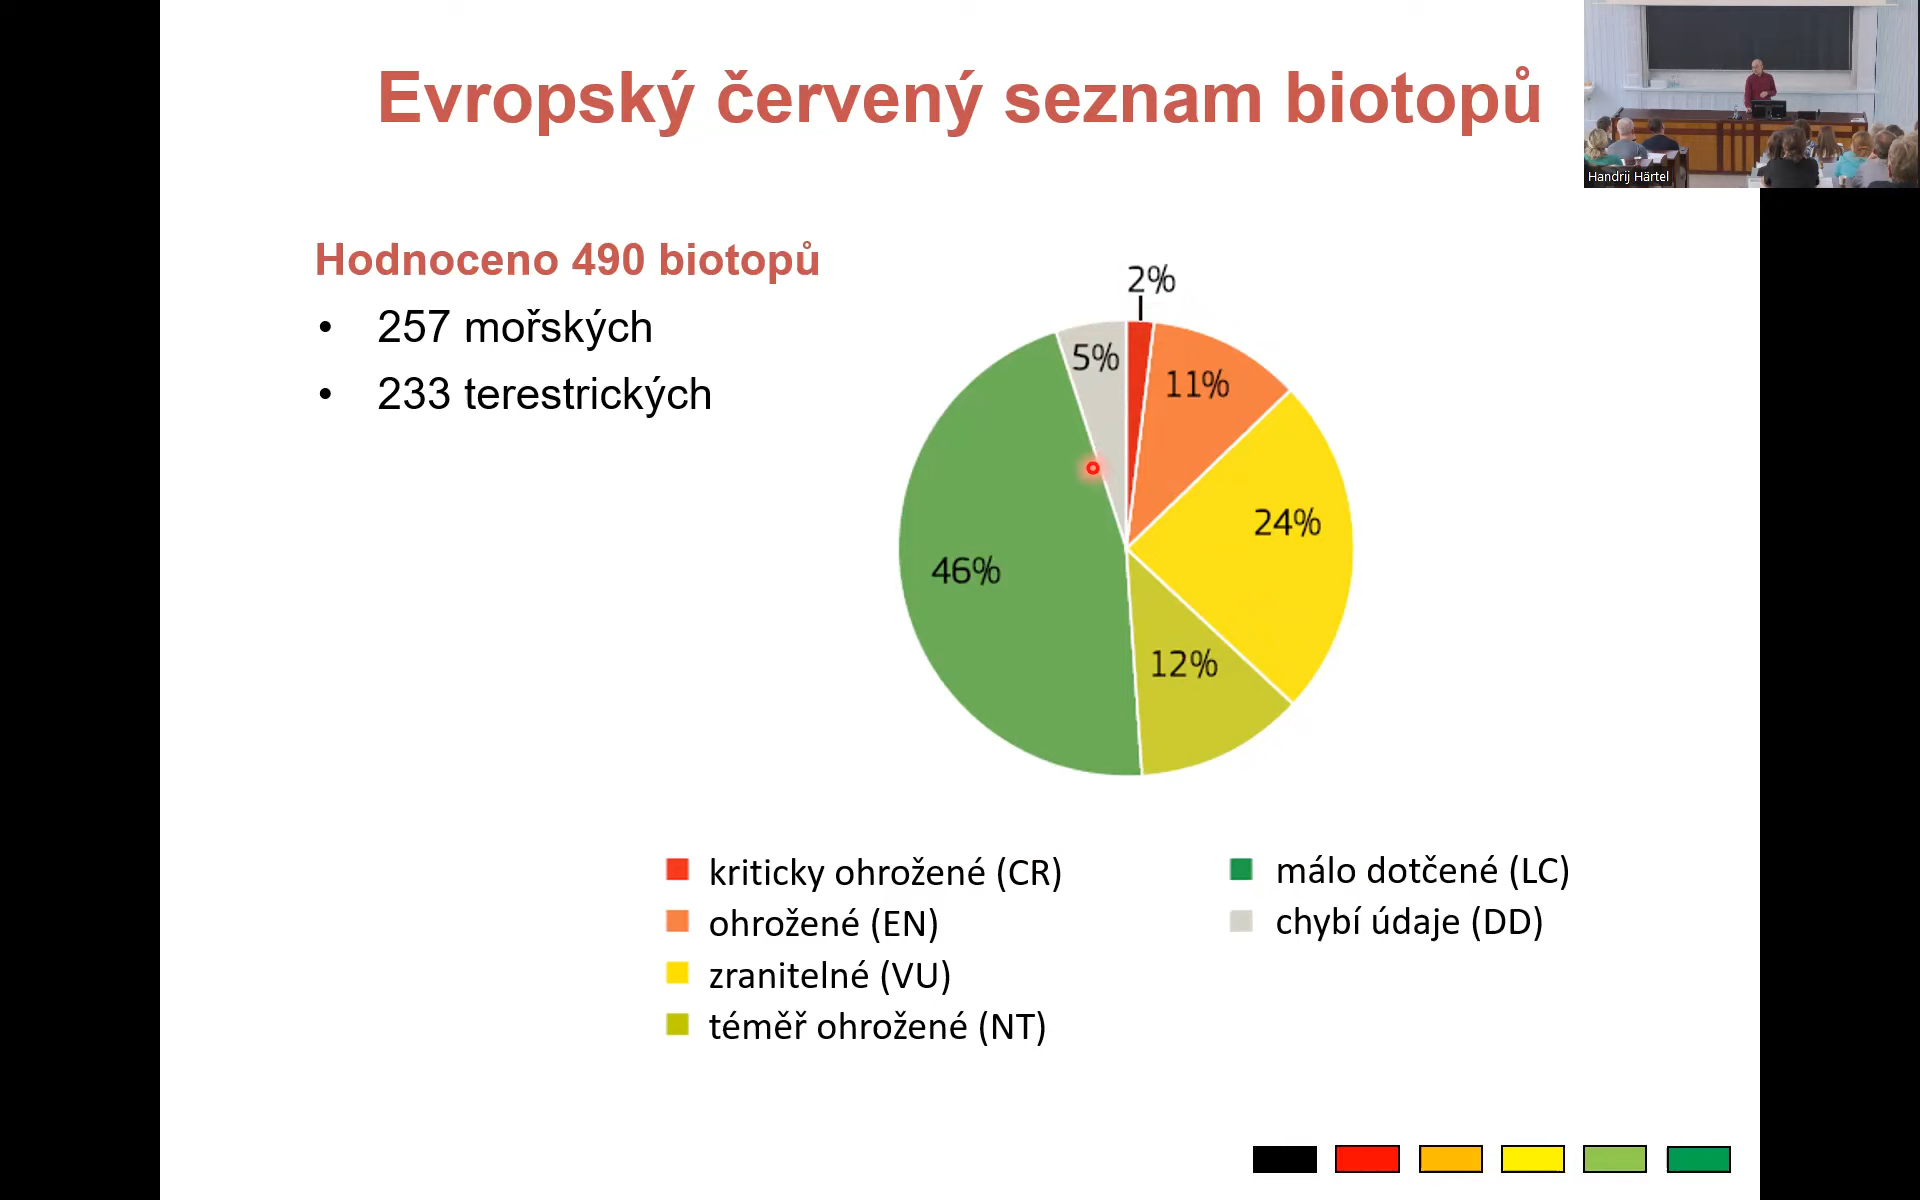 Evropský červený seznam biotopů
Handrij Härtel
Hodnoceno 490 biotopů
• 257 mořských
• 233 terestrických
2%
5%
11%
24%
46%
12%
kriticky ohrožené (CR)
ohrožené (EN)
zranitelné (VU)
téměř ohrožené (NT)
málo dotčené (LC)
chybí údaje (DD)